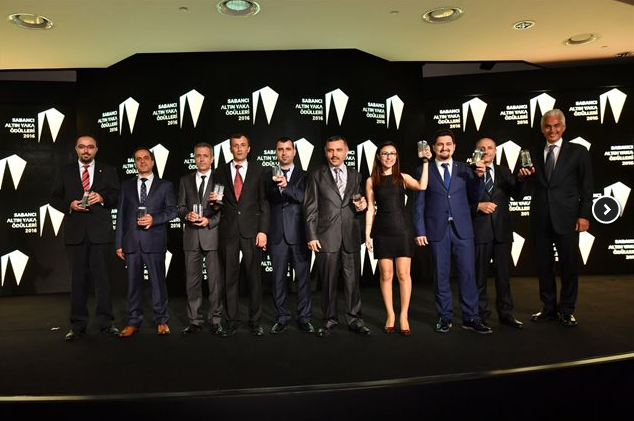 SABANCI
ALTIN YAKA
ÖDÜLLERİ
2016